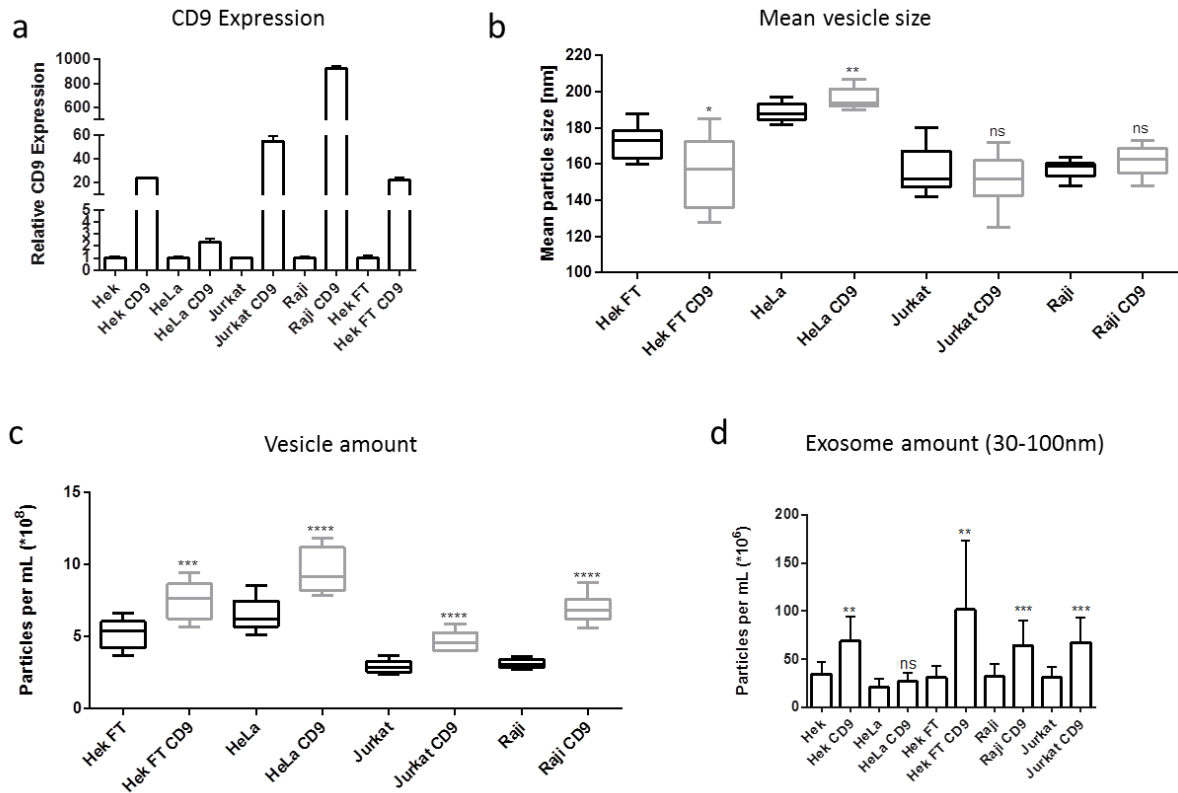 a
CD9 Expression
Relative CD9 Expression
1000
800
600
60
40
20
5
4
3
2
1
0
Hek
Hek CD9
HeLa
HeLa CD9
Jurkat
Jurkat CD9
Raji
Raji CD9
Hek FT
Hek FT CD9
b
Mean vesicle size
Mean particle size [nm]
220
200
180
160
140
120
100
*
**
ns
ns
Hek FT
Hek FT CD9
HeLa
HeLa CD9
Jurkat
Jurkat CD9
Raji
Raji CD9
c
Vesicle amount
Particles per mL (*10⁸)
15
10
5
0
***
****
****
****
Hek FT
Hek FT CD9
HeLa
HeLa CD9
Jurkat
Jurkat CD9
Raji
Raji CD9
d
Exosome amount (30-100nm)
Particles per mL (*10⁶)
200
150
100
50
0
**
ns
**
***
***
Hek
Hek CD9
HeLa
HeLa CD9
Hek FT
Hek FT CD9
Raji
Raji CD9
Jurkat
Jurkat CD9